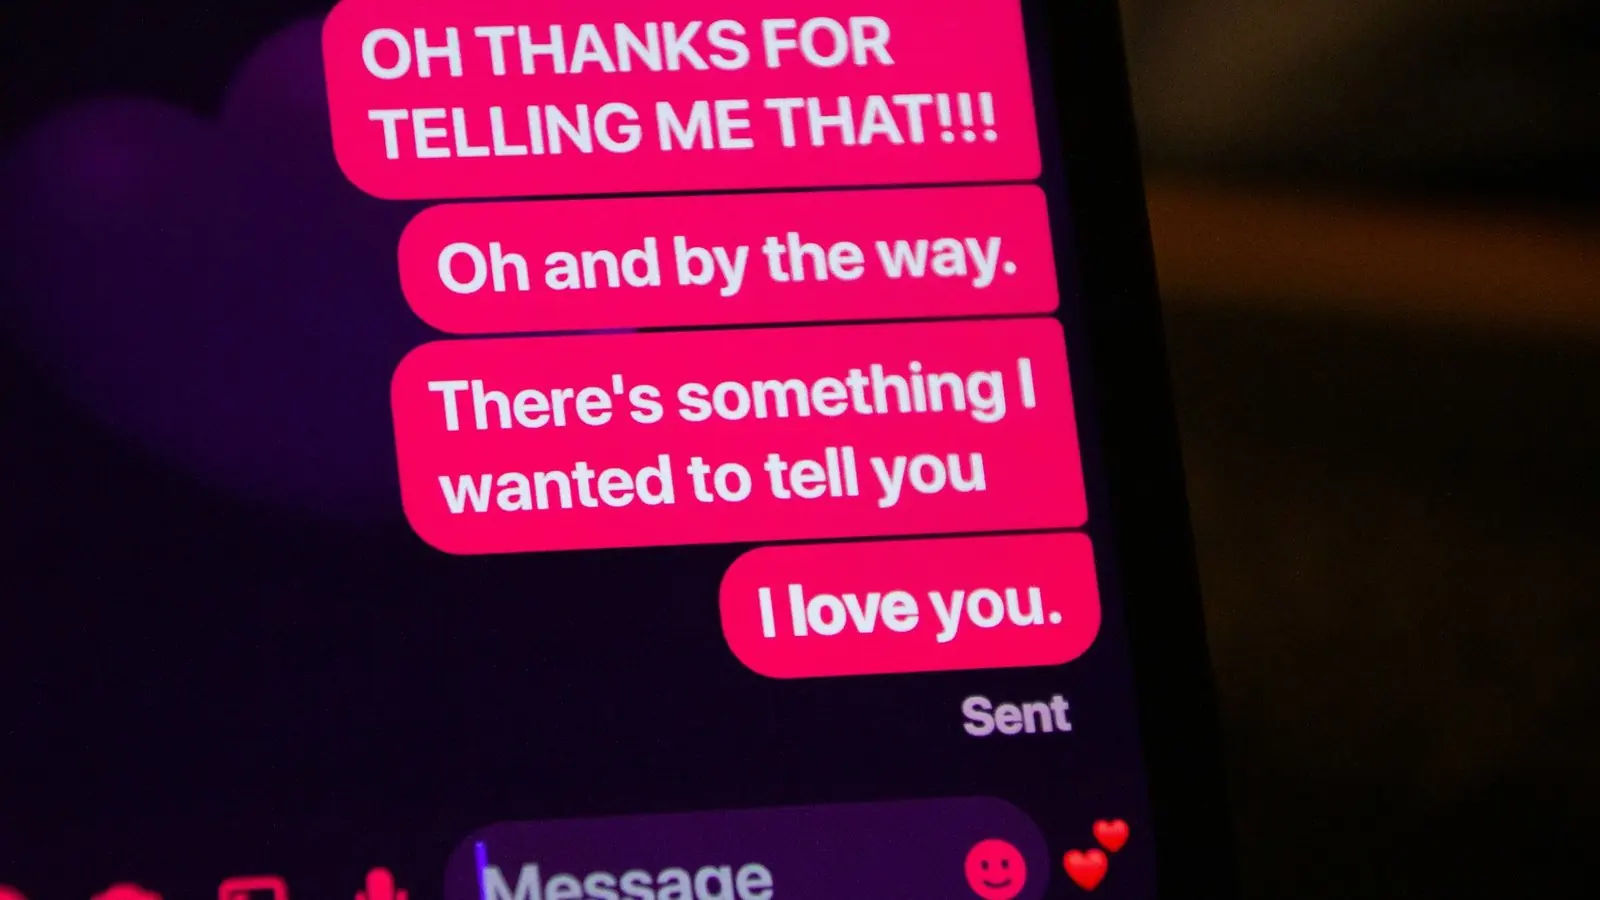 OH THANKS FOR
TELLING ME THAT!!!
Oh and by the way.
There's something I
wanted to tell you
I love you.
Sent
Message